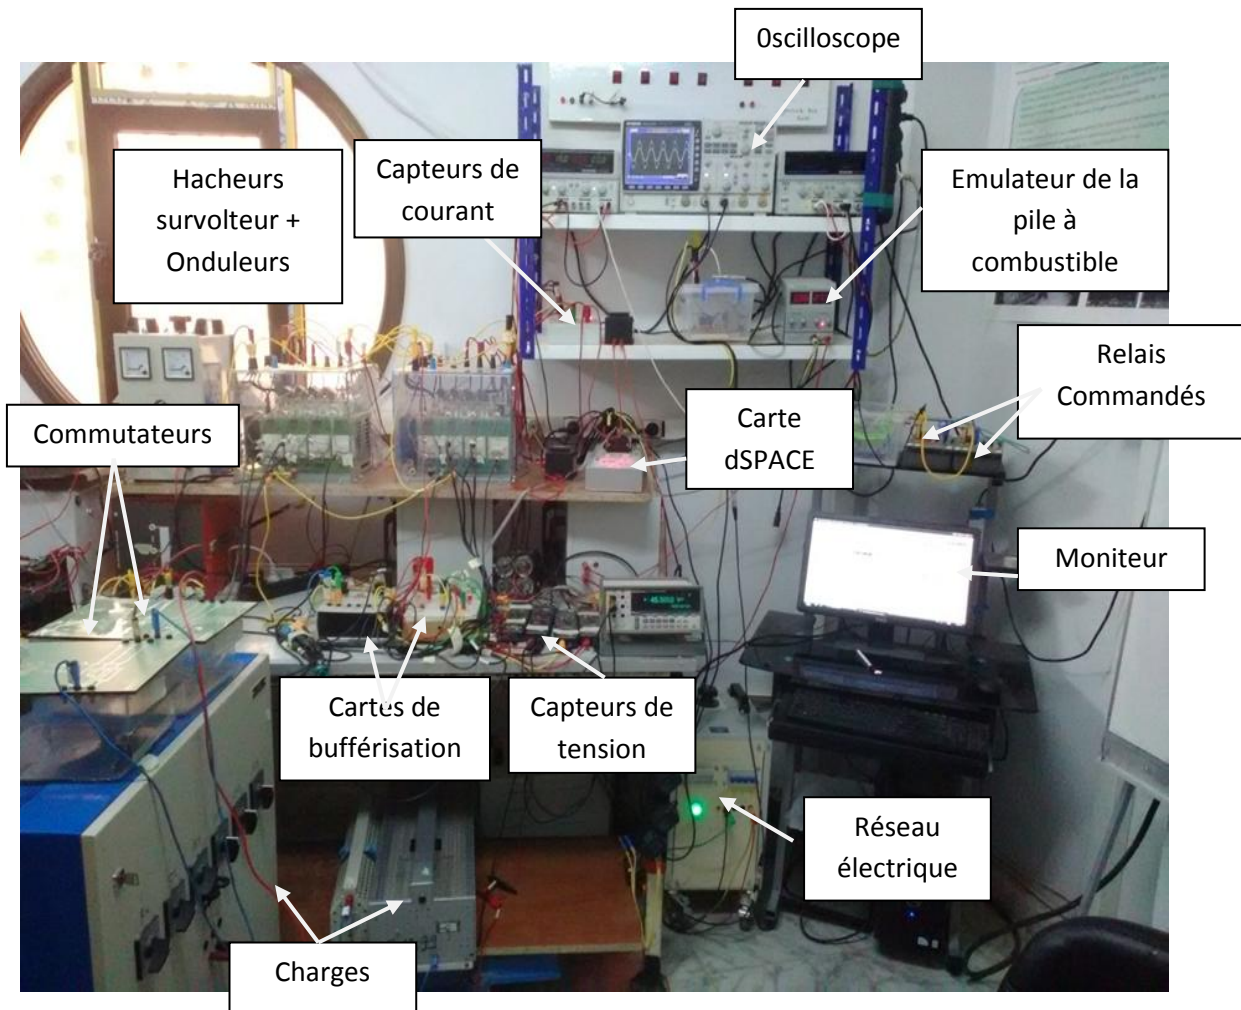 0scilloscope
Hacheurs
survolteur +
Onduleurs
Capteurs de
courant
Emulateur de la
pile à
combustible
Relais
Commandés
Commutateurs
Carte
dSPACE
Moniteur
Cartes de
bufférisation
Capteurs de
tension
Réseau
électrique
Charges